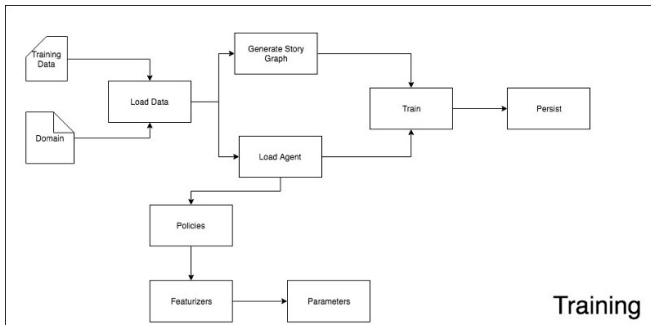 Training
Data
Domain
Load Data
Generate Story
Graph
Load Agent
Train
Persist
Policies
Featurizers
Parameters
Training